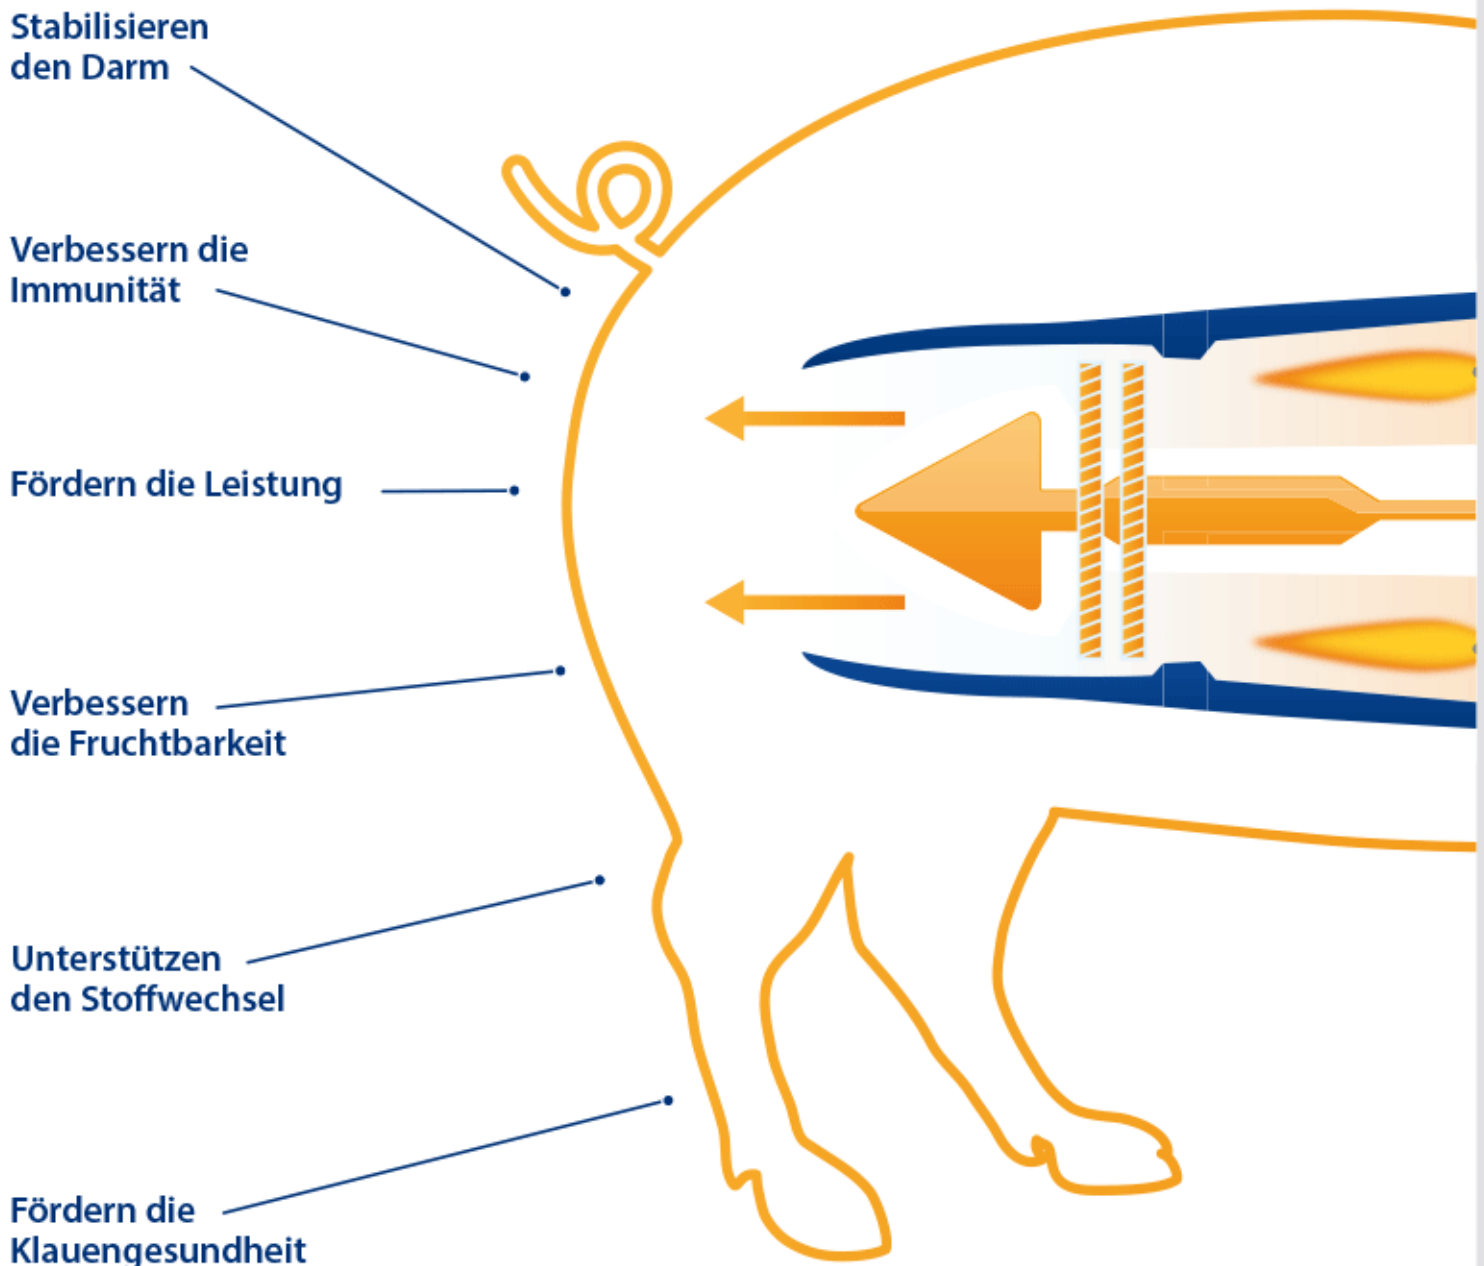 Stabilisieren
den Darm
Verbessern die
Immunität
Fördern die Leistung
Verbessern
die Fruchtbarkeit
Unterstützen
den Stoffwechsel
Fördern die
Klauengesundheit